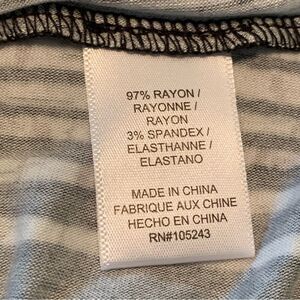 97% RAYON /
RAYONNE /
RAYON
3% SPANDEX /
ELASTHANNE /
ELASTANO
MADE IN CHINA
FABRIQUE AUX CHINE
HECHO EN CHINA
RN#105243